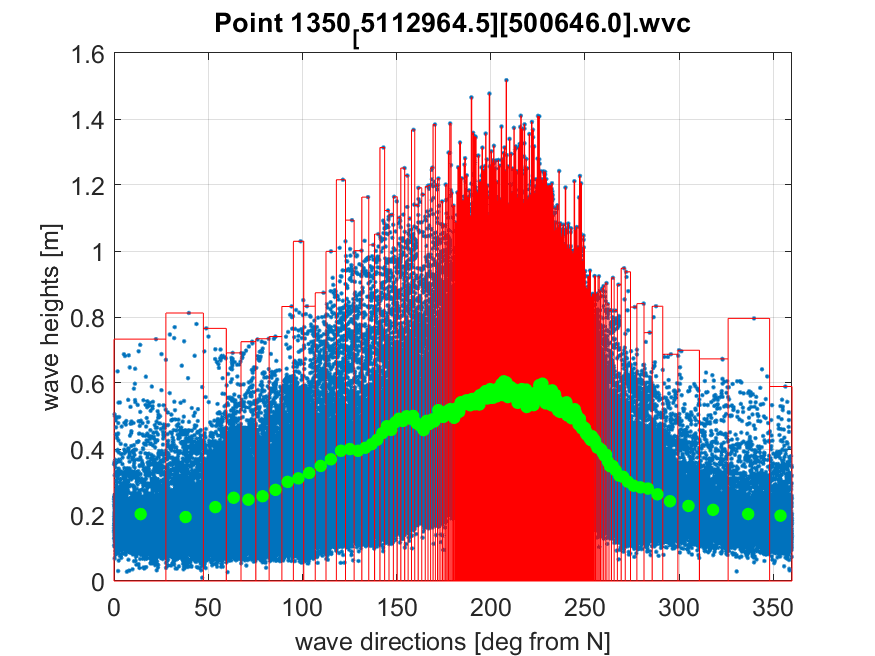 Point 1350[5112964.5][500646.0].wvc
1.6
1.4
1.2
1
0.8
0.6
0.4
0.2
0
wave heights [m]
0 50 100 150 200 250 300 350
wave directions [deg from N]